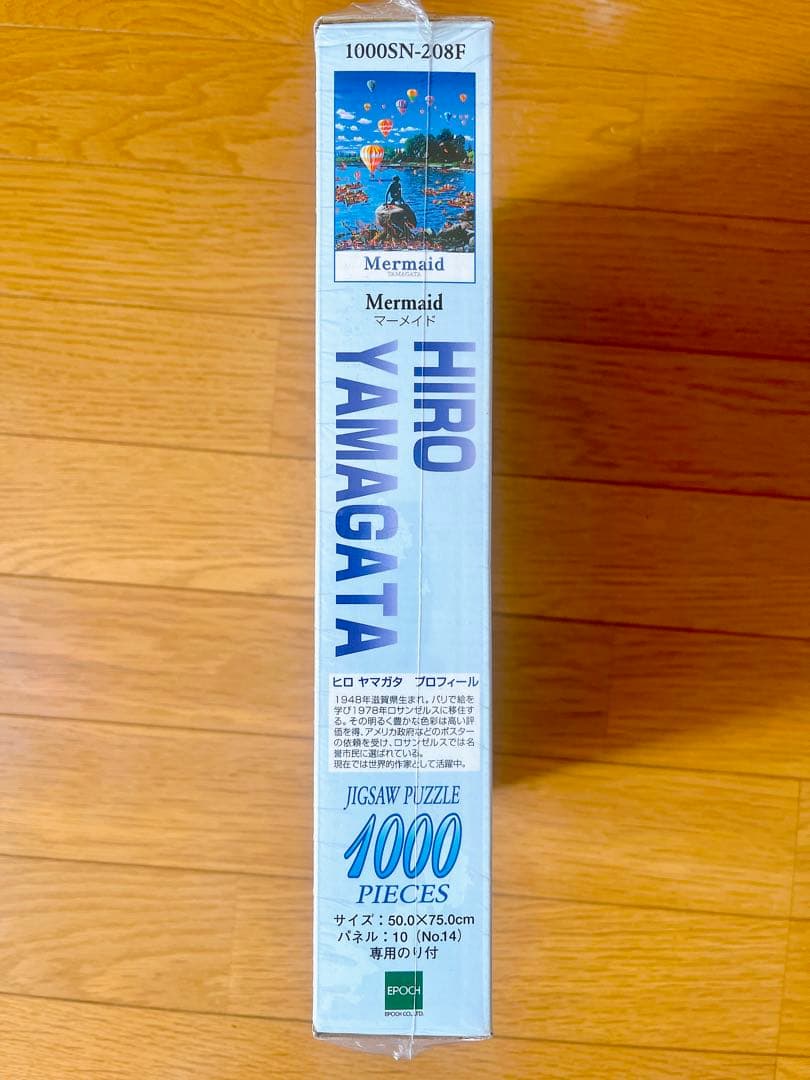 1000SN-208F
Mermaid
YAMAGATA
Mermaid
マーメイド
HIRO
YAMAGATA
ヒロ ヤマガタ プロフィール
1948年滋賀県生まれ。パリで絵を
学び1978年ロサンゼルスに移住す
る。その明るく豊かな色彩は高い評
価を得、アメリカ政府などのポスター
の依頼を受け、ロサンゼルスでは名
誉市民に選ばれている。
現在では世界的作家として活躍中。
JIGSAW PUZZLE
1000
PIECES
サイズ：50.0×75.0cm
パネル：10（No.14）
専用のり付
EPOCH
EPOCH CO., LTD.